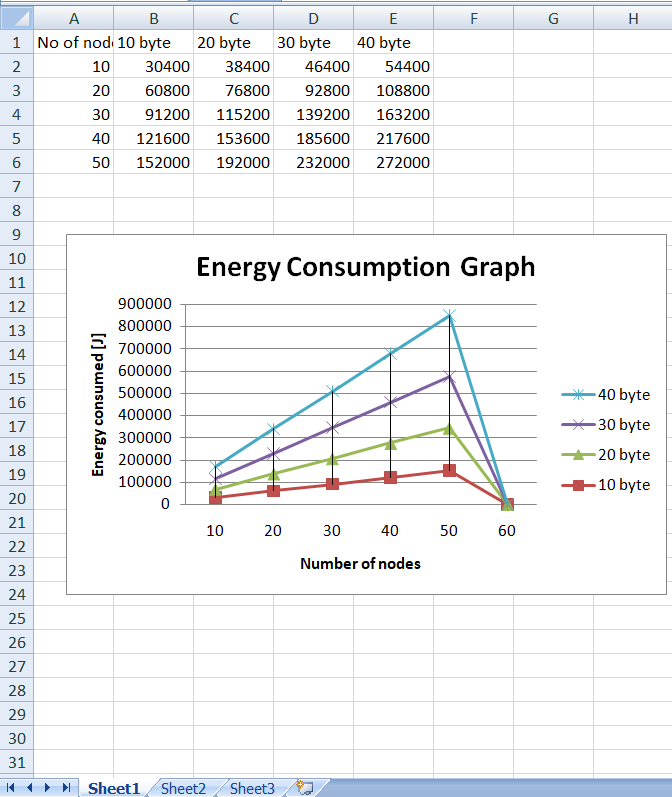 A B C D E F G H
1 No of nod 10 byte 20 byte 30 byte 40 byte
2 10 30400 38400 46400 54400
3 20 60800 76800 92800 108800
4 30 91200 115200 139200 163200
5 40 121600 153600 185600 217600
6 50 152000 192000 232000 272000
7
8
9
10
11
12
13
14
15
16
17
18
19
20
21
22
23
24
25
26
27
28
29
30
31
Energy Consumption Graph
Energy consumed [J]
900000
800000
700000
600000
500000
400000
300000
200000
100000
0
10 20 30 40 50 60
Number of nodes
40 byte
30 byte
20 byte
10 byte
Sheet1 Sheet2 Sheet3